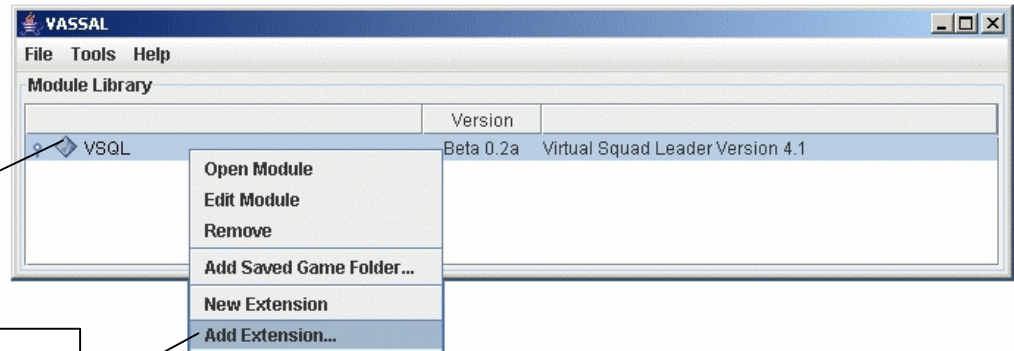 VASSAL
File Tools Help
Module Library
Version
VSQL Beta 0.2a Virtual Squad Leader Version 4.1
Open Module
Edit Module
Remove
Add Saved Game Folder...
New Extension
Add Extension...